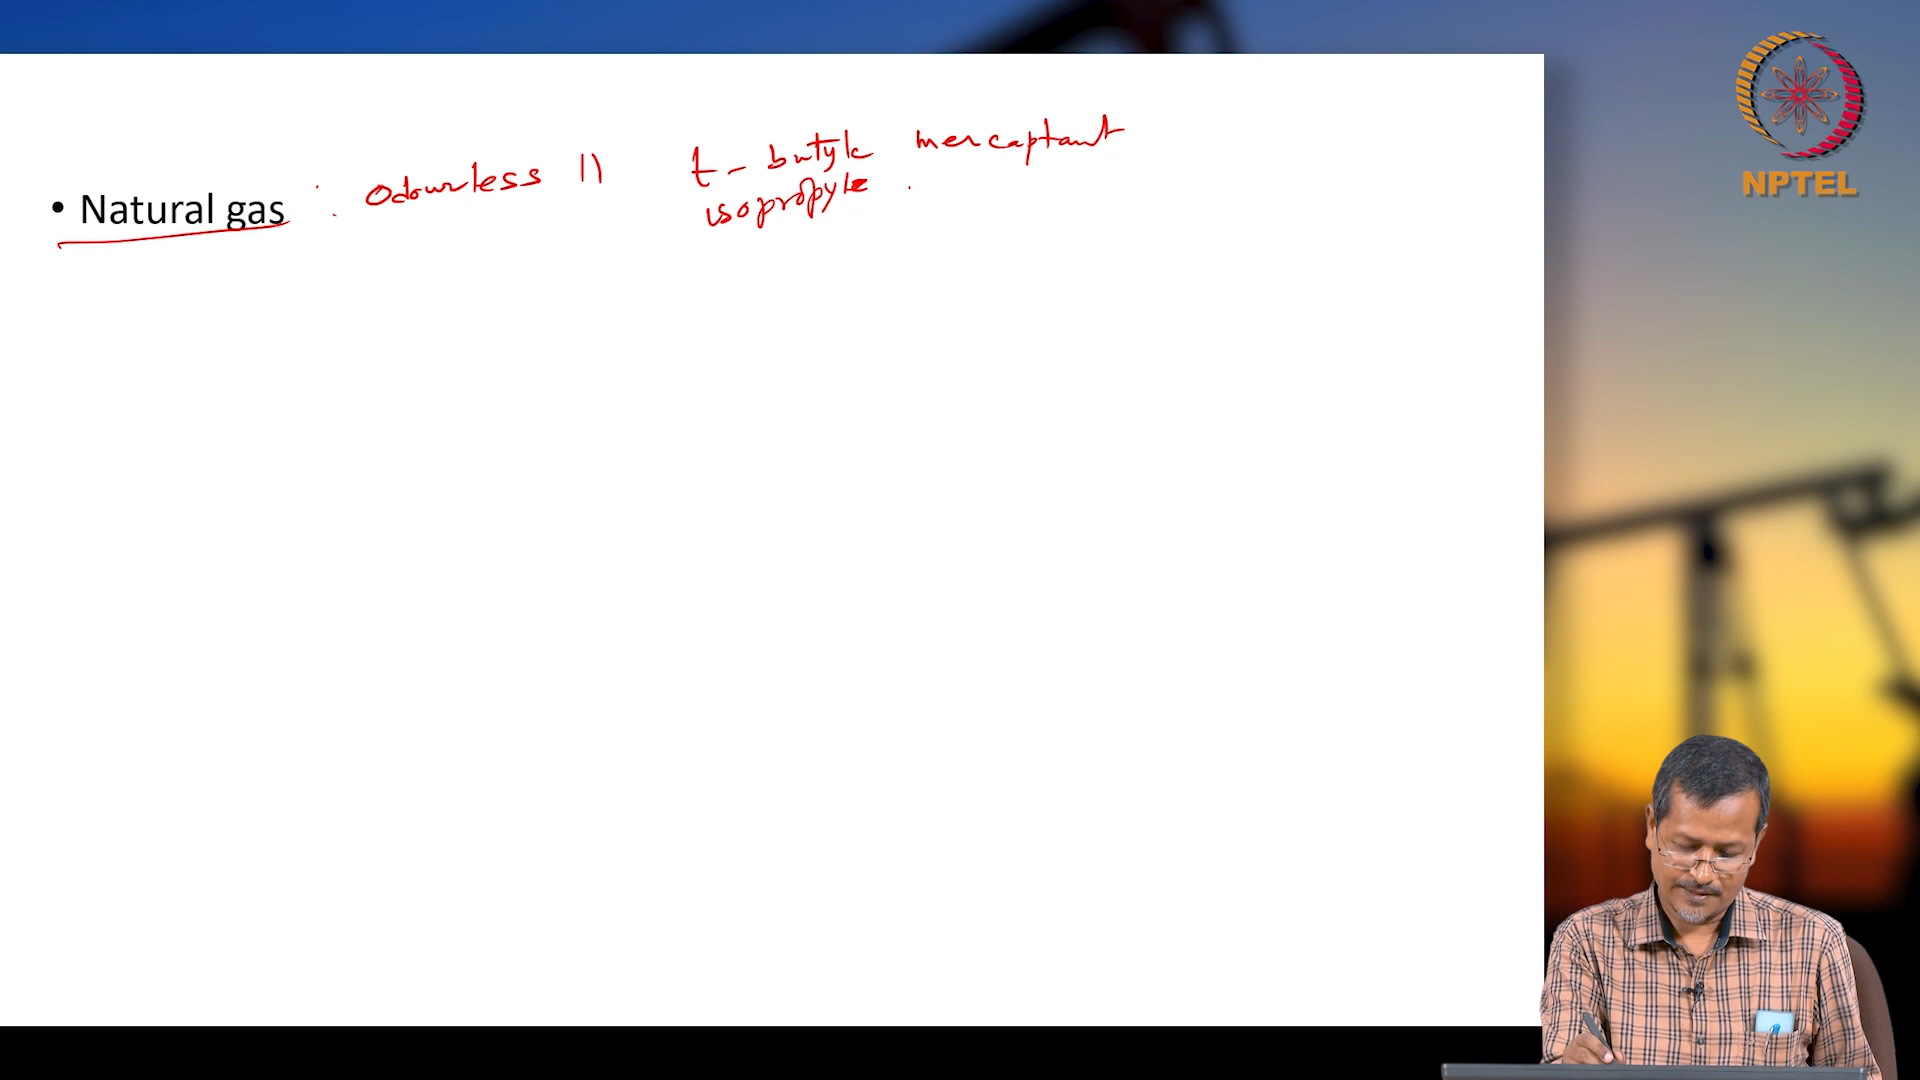 • Natural gas : odourless || t- butyle mercaptant
isopropyle
NPTEL